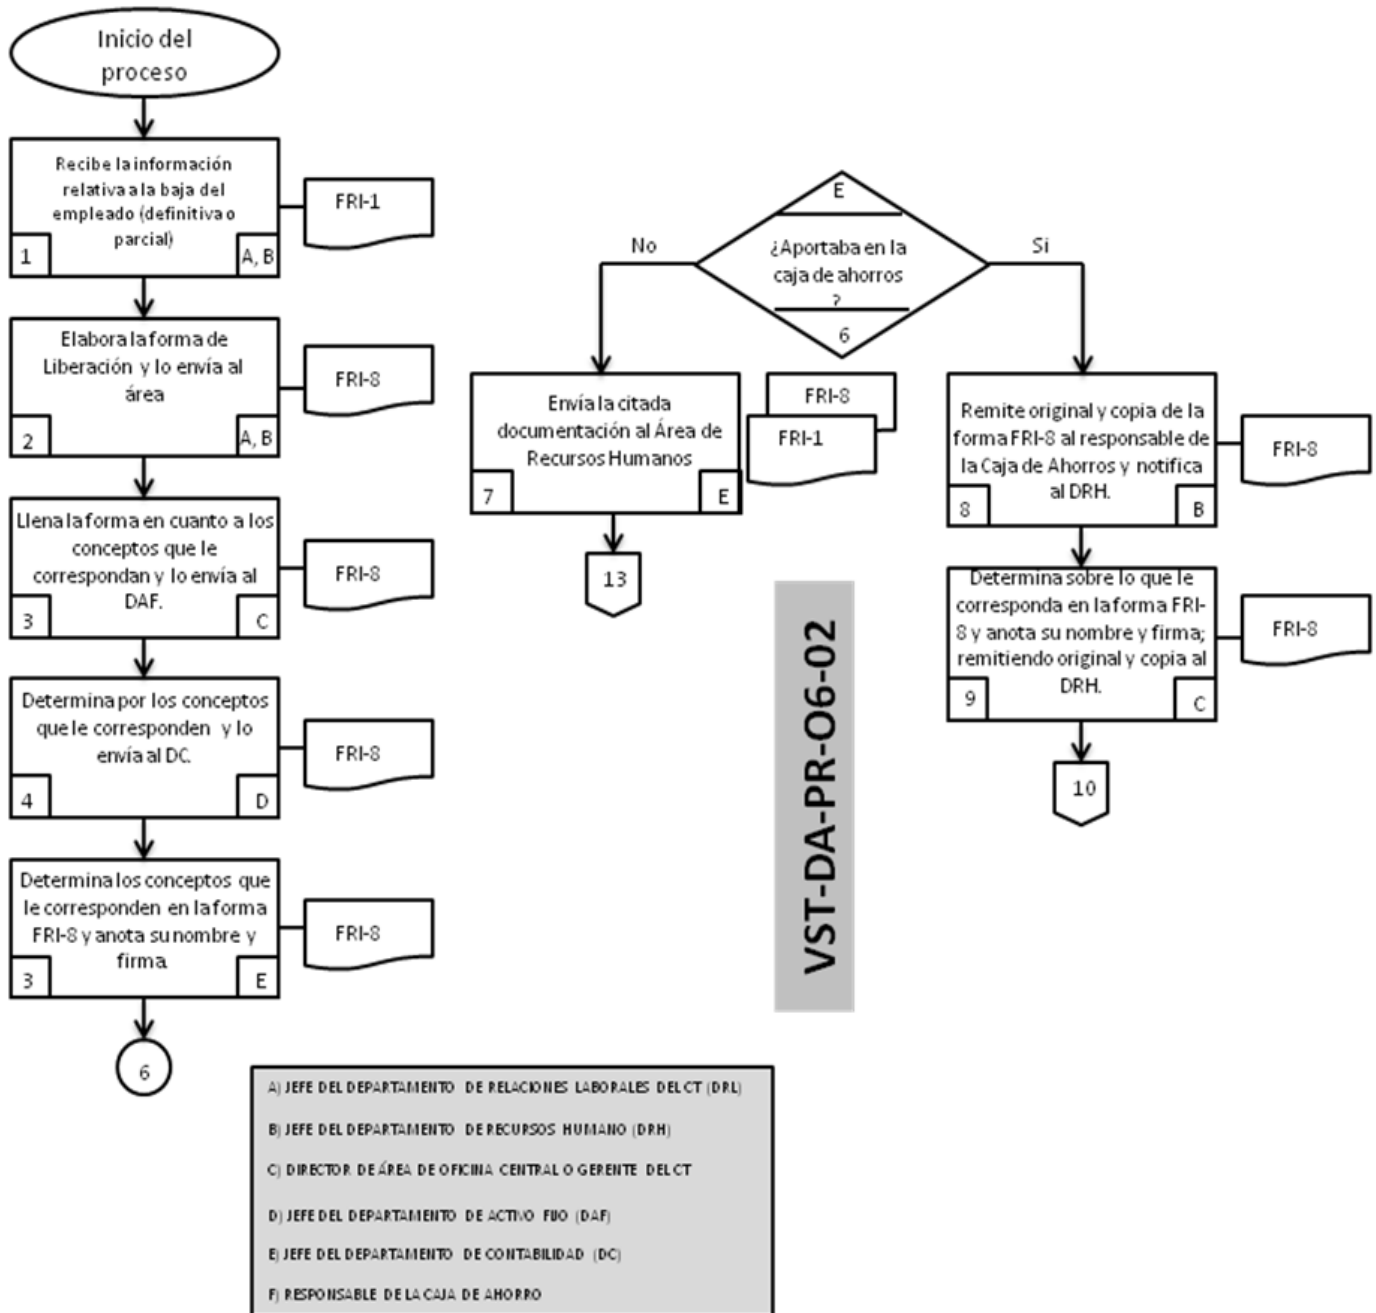 Inicio del
proceso
Recibe la información
relativa a la baja del
empleado (definitiva o
parcial)
1
A, B
FRI-1
Elabora la forma de
Liberación y lo envía al
área
2
A, B
FRI-8
Llena la forma en cuanto a los
conceptos que le
correspondan y lo envía al
DAF.
3
C
FRI-8
Determina por los conceptos
que le corresponden y lo
envía al DC.
4
D
FRI-8
Determina los conceptos que
le corresponden en la forma
FRI-8 y anota su nombre y
firma.
3
E
FRI-8
6
E
¿Aportaba en la
caja de ahorros
?
6
No
Si
Envía la citada
documentación al Área de
Recursos Humanos
7
E
FRI-8
FRI-1
13
Remite original y copia de la
forma FRI-8 al responsable de
la Caja de Ahorros y notifica
al DRH.
8
B
FRI-8
Determina sobre lo que le
corresponda en la forma FRI-
8 y anota su nombre y firma;
remitiendo original y copia al
DRH.
9
C
FRI-8
10
VST-DA-PR-O6-02
A) JEFE DEL DEPARTAMENTO DE RELACIONES LABORALES DEL CT (DRL)
B) JEFE DEL DEPARTAMENTO DE RECURSOS HUMANO (DRH)
C) DIRECTOR DE ÁREA DE OFICINA CENTRAL O GERENTE DEL CT
D) JEFE DEL DEPARTAMENTO DE ACTIVO FIJO (DAF)
E) JEFE DEL DEPARTAMENTO DE CONTABILIDAD (DC)
F) RESPONSABLE DE LA CAJA DE AHORRO